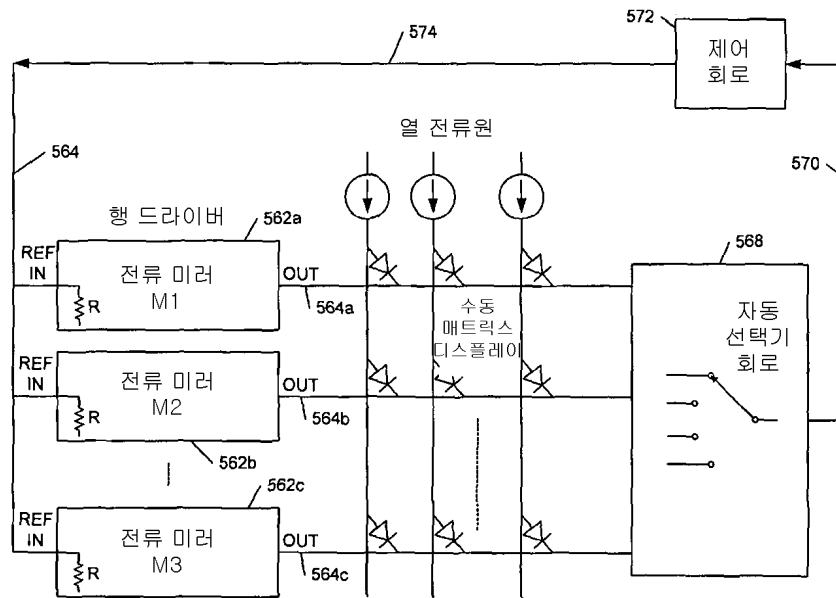 574
572
제어
회로
열 전류원
564
570
행 드라이버
562a
568
REF
IN
전류 미러
M1
R
OUT
564a
수동
매트릭스
디스플레이
자동
선택기
회로
REF
IN
전류 미러
M2
R
OUT
564b
562b
562c
REF
IN
전류 미러
M3
R
OUT
564c